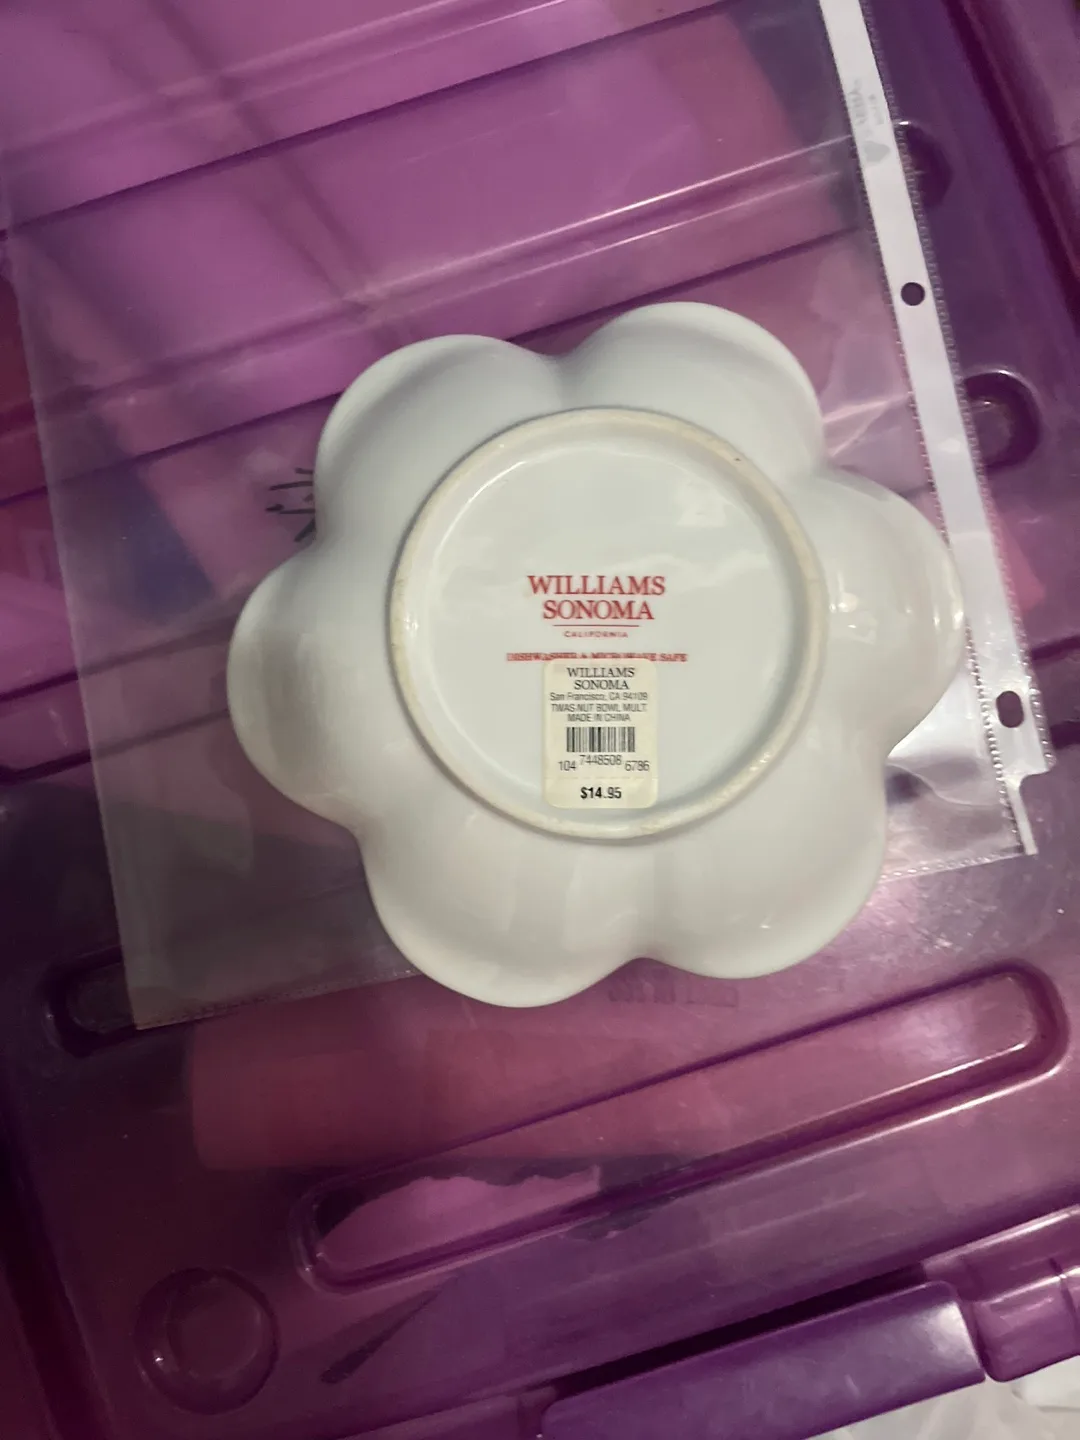 WILLIAMS
SONOMA
CALIFORNIA
DISHWASHER & MICROWAVE SAFE
WILLIAMS
SONOMA
San Francisco, CA 94109
TWAS NUT BOWL MULT.
MADE IN CHINA
104 7448508 6786
$14.95